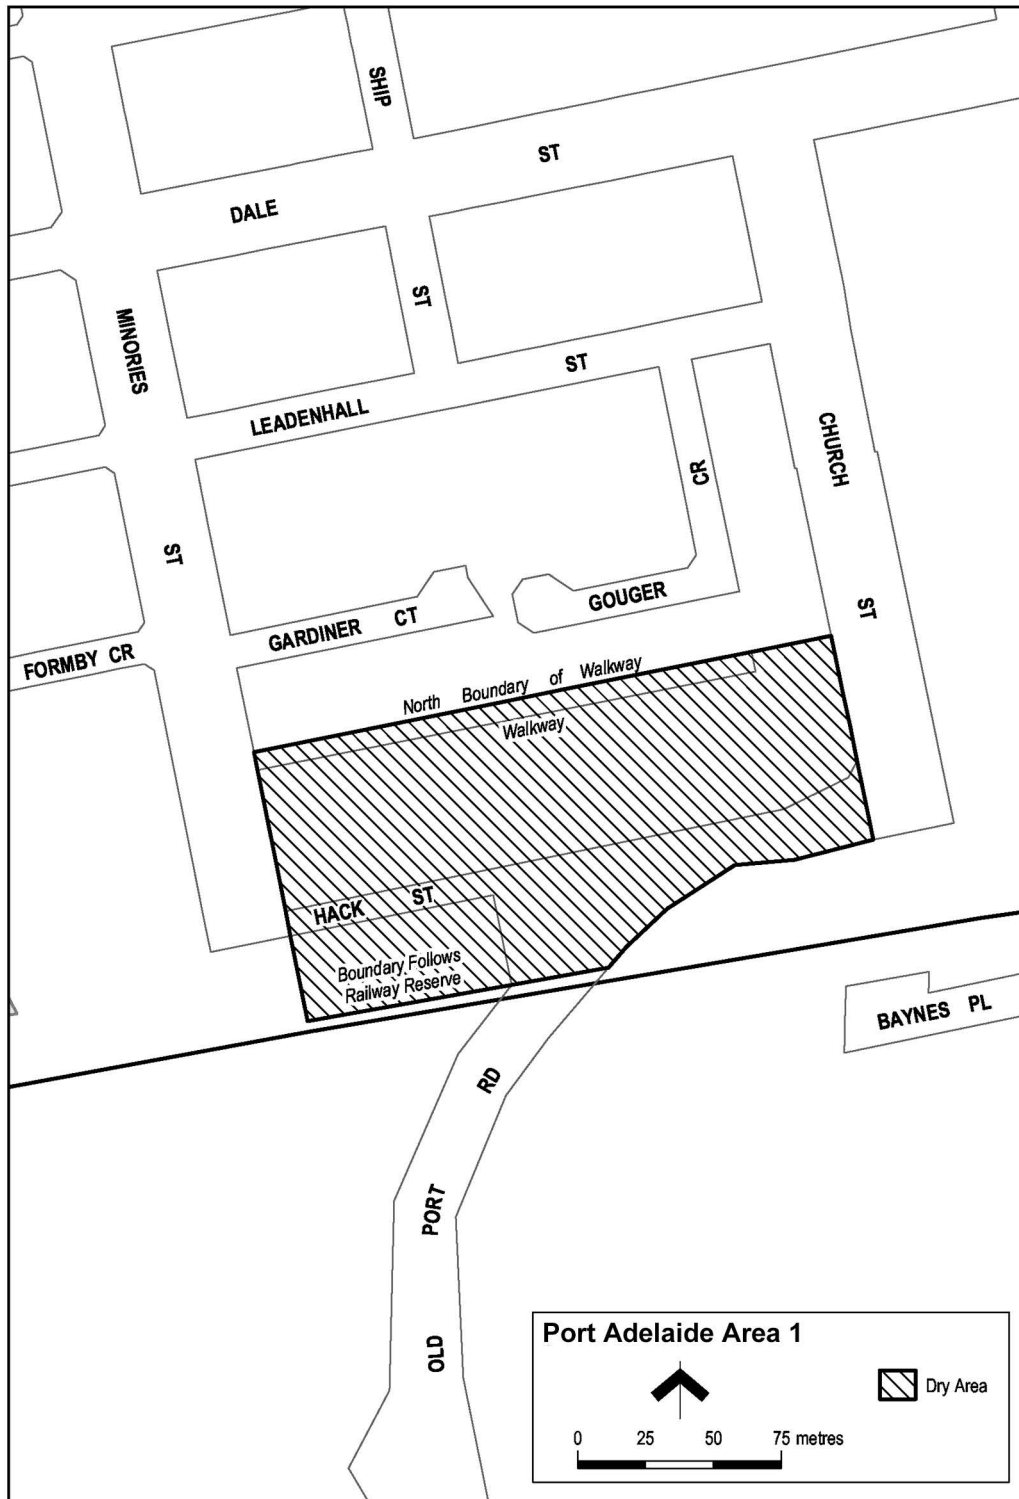 SHIP
ST
DALE
ST
MINORIES
ST
LEADENHALL
CHURCH
CR
ST
GOUGER
ST
GARDINER CT
FORMBY CR
North Boundary of Walkway
Walkway
HACK ST
Boundary Follows
Railway Reserve
BAYNES PL
RD
PORT
OLD
Port Adelaide Area 1
Dry Area
0 25 50 75 metres